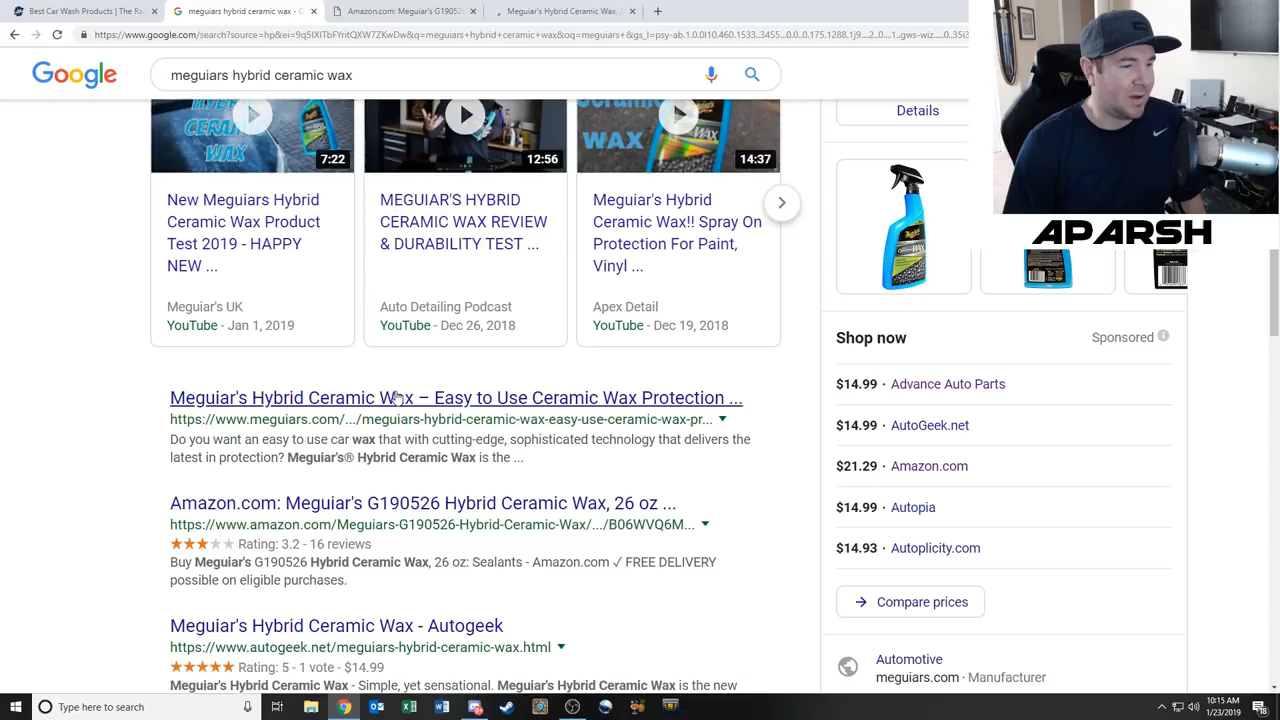 Best Car Wash Products | The Ra
meguiars hybrid ceramic wax - G
Amazon.com: Meguiar's G190526
Meguiar's Hybrid Ceramic Wax, 2
Google
meguiars hybrid ceramic wax
HYBRID
CERAMIC
WAX
7:22
12:56
Ceramic
WAX
14:37
New Meguiars Hybrid
Ceramic Wax Product
Test 2019 - HAPPY
NEW ...
Meguiar's UK
YouTube - Jan 1, 2019
MEGUIAR'S HYBRID
CERAMIC WAX REVIEW
& DURABILITY TEST ...
Auto Detailing Podcast
YouTube - Dec 26, 2018
Meguiar's Hybrid
Ceramic Wax!! Spray On
Protection For Paint,
Vinyl ...
Apex Detail
YouTube - Dec 19, 2018
Meguiar's Hybrid Ceramic Wax – Easy to Use Ceramic Wax Protection ...
https://www.meguiars.com/.../meguiars-hybrid-ceramic-wax-easy-use-ceramic-wax-pr...
Do you want an easy to use car wax that with cutting-edge, sophisticated technology that delivers the
latest in protection? Meguiar's® Hybrid Ceramic Wax is the ...
Amazon.com: Meguiar's G190526 Hybrid Ceramic Wax, 26 oz ...
https://www.amazon.com/Meguiars-G190526-Hybrid-Ceramic-Wax/.../B06WVQ6M...
Rating: 3.2 - 16 reviews
Buy Meguiar's G190526 Hybrid Ceramic Wax, 26 oz: Sealants - Amazon.com ✓ FREE DELIVERY
possible on eligible purchases.
Meguiar's Hybrid Ceramic Wax - Autogeek
https://www.autogeek.net/meguiars-hybrid-ceramic-wax.html
Rating: 5 - 1 vote - $14.99
Meguiar's Hybrid Ceramic Wax - Simple, yet sensational. Meguiar's Hybrid Ceramic Wax is the new
Details
APARSH
Shop now
Sponsored
$14.99 · Advance Auto Parts
$14.99 · AutoGeek.net
$21.29 · Amazon.com
$14.99 · Autopia
$14.93 · Autoplicity.com
Compare prices
Automotive
meguiars.com · Manufacturer
Type here to search
10:15 AM
1/23/2019
18